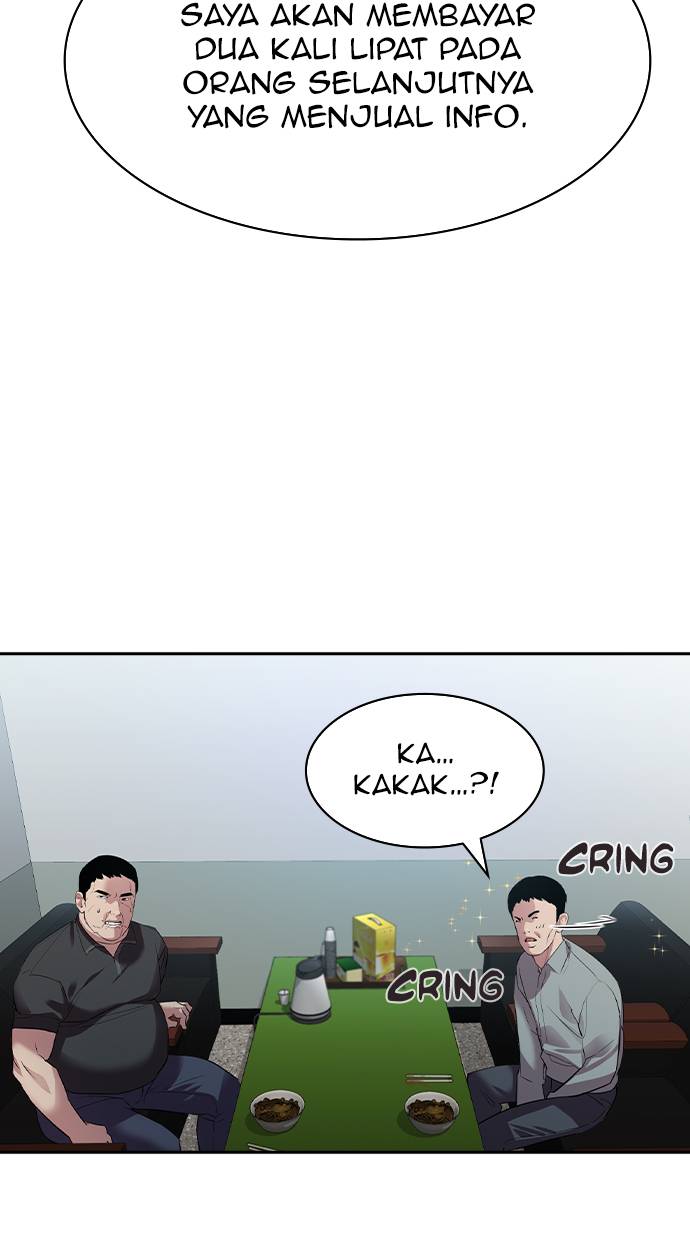 SAYA AKAN MEMBAYAR
DUA KALI LIPAT PADA
ORANG SELANJUTNYA
YANG MENJUAL INFO.
KA...
KAKAK...?!
CRING
CRING